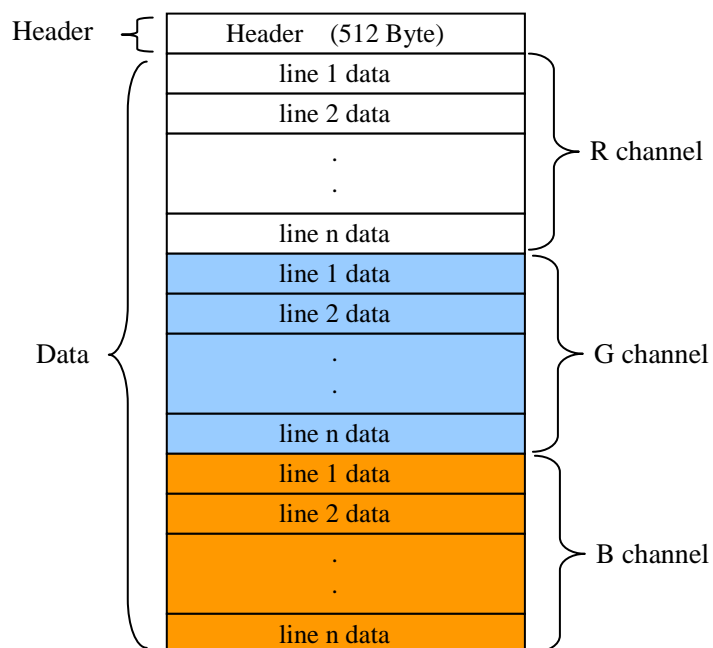 Header
Header (512 Byte)
line 1 data
line 2 data
.
.
line n data
R channel
line 1 data
line 2 data
.
.
line n data
G channel
Data
line 1 data
line 2 data
.
.
line n data
B channel